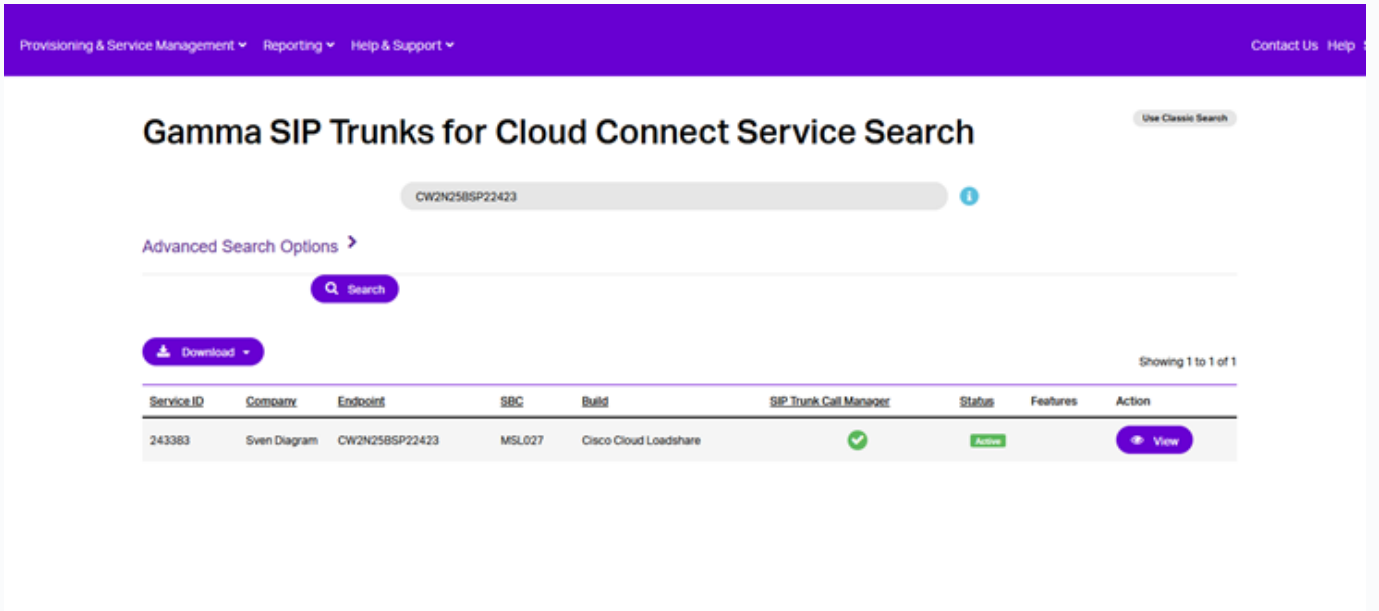 Provisioning & Service Management Reporting Help & Support Contact Us Help
Gamma SIP Trunks for Cloud Connect Service Search
Use Classic Search
CW2N25BSP22423
Advanced Search Options
Search
Download
Showing 1 to 1 of 1
Service ID Company Endpoint SBC Build SIP Trunk Call Manager Status Features Action
243383 Sven Diagram CW2N25BSP22423 MSL027 Cisco Cloud Loadshare Active View